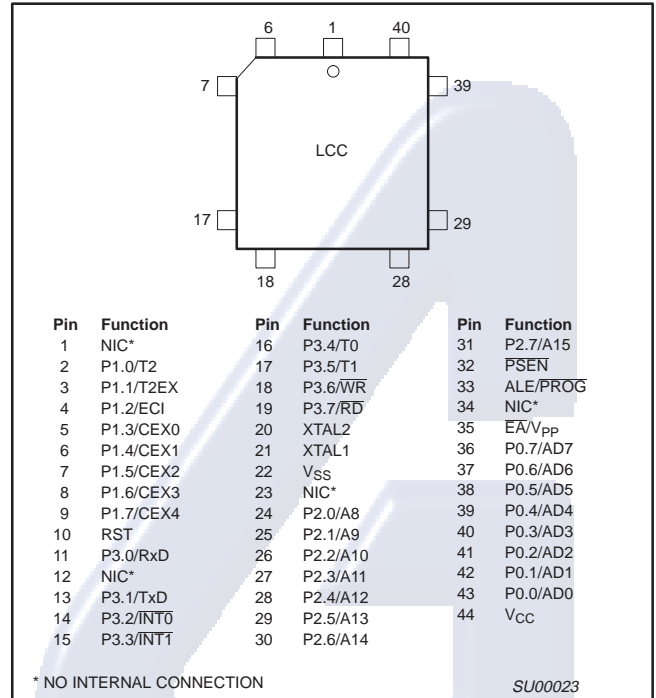 6 1 40
7 39
LCC
17 29
18 28
Pin Function Pin Function Pin Function
1 NIC* 16 P3.4/T0 31 P2.7/A15
2 P1.0/T2 17 P3.5/T1 32 P̅S̅E̅N̅
3 P1.1/T2EX 18 P3.6/W̅R̅ 33 ALE/P̅R̅O̅G̅
4 P1.2/ECI 19 P3.7/R̅D̅ 34 NIC*
5 P1.3/CEX0 20 XTAL2 35 E̅A̅/VPP
6 P1.4/CEX1 21 XTAL1 36 P0.7/AD7
7 P1.5/CEX2 22 VSS 37 P0.6/AD6
8 P1.6/CEX3 23 NIC* 38 P0.5/AD5
9 P1.7/CEX4 24 P2.0/A8 39 P0.4/AD4
10 RST 25 P2.1/A9 40 P0.3/AD3
11 P3.0/RxD 26 P2.2/A10 41 P0.2/AD2
12 NIC* 27 P2.3/A11 42 P0.1/AD1
13 P3.1/TxD 28 P2.4/A12 43 P0.0/AD0
14 P3.2/I̅N̅T̅0̅ 29 P2.5/A13 44 VCC
15 P3.3/I̅N̅T̅1̅ 30 P2.6/A14
* NO INTERNAL CONNECTION SU00023